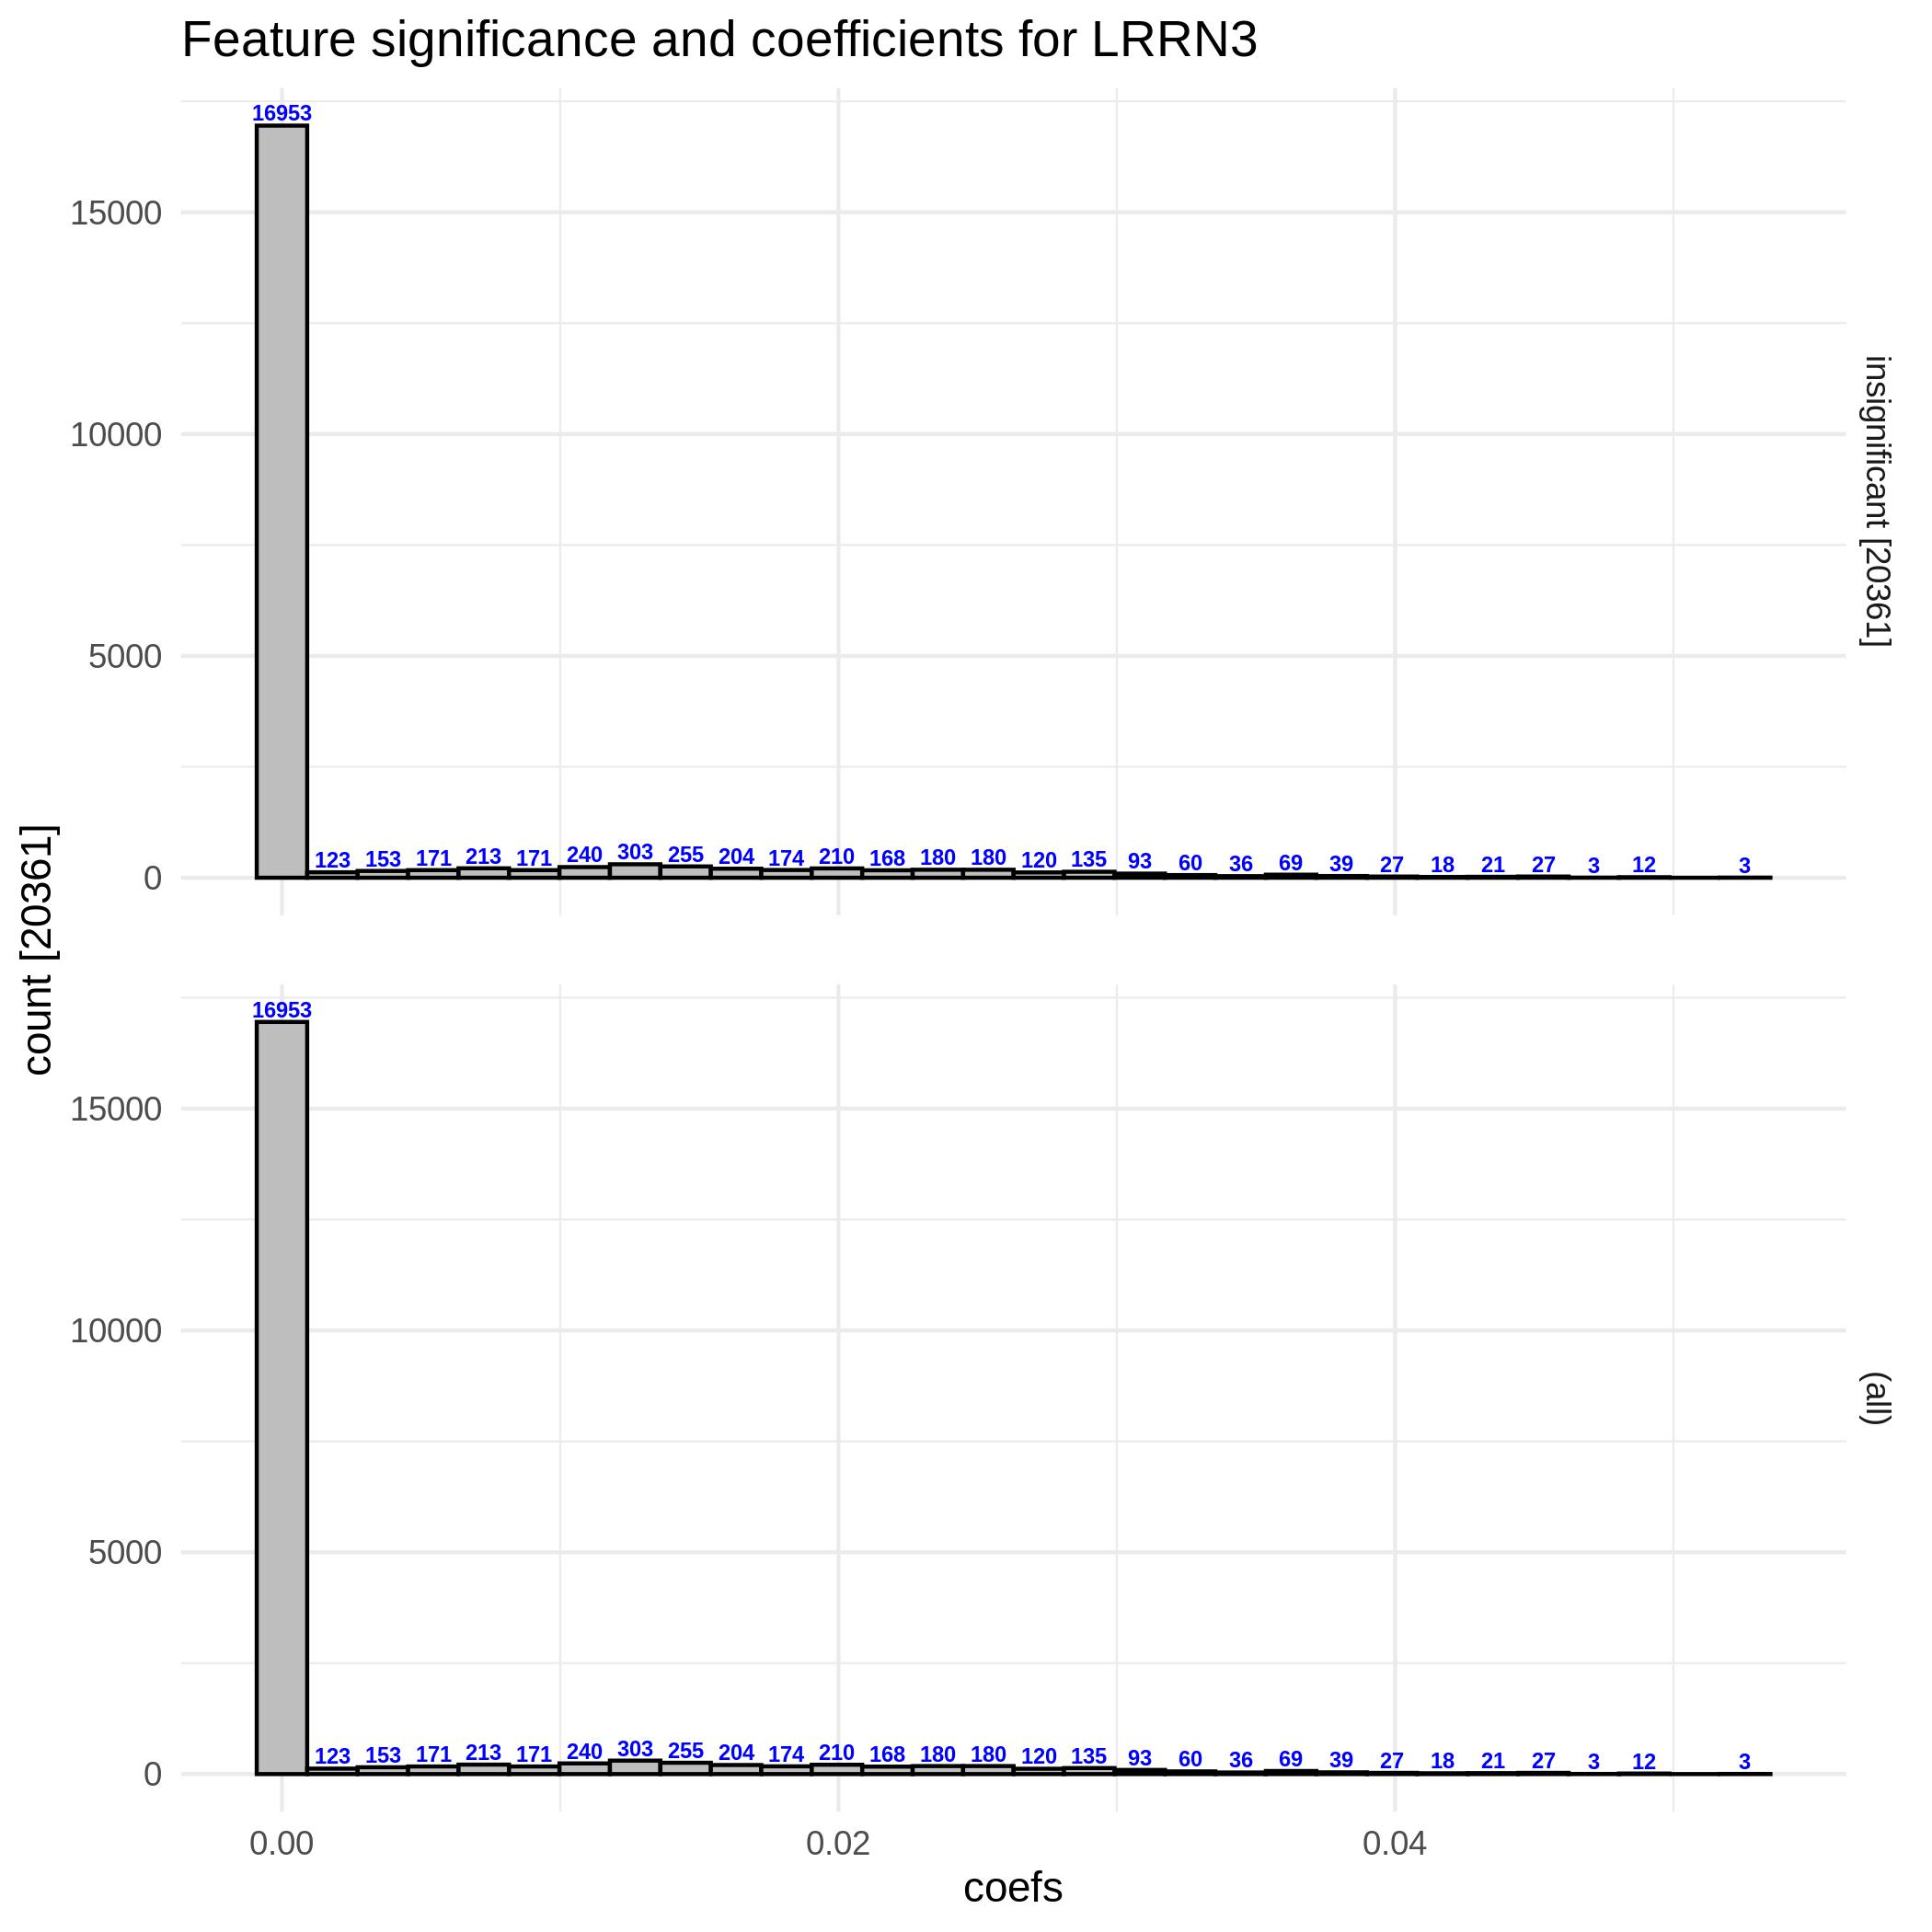 Feature significance and coefficients for LRRN3
16953
15000
10000
5000
0
123 153 171 213 171 240 303 255 204 174 210 168 180 180 120 135 93 60 36 69 39 27 18 21 27 3 12 3
insignificant [20361]
count [20361]
16953
15000
10000
5000
0
123 153 171 213 171 240 303 255 204 174 210 168 180 180 120 135 93 60 36 69 39 27 18 21 27 3 12 3
(all)
0.00 0.02 0.04
coefs